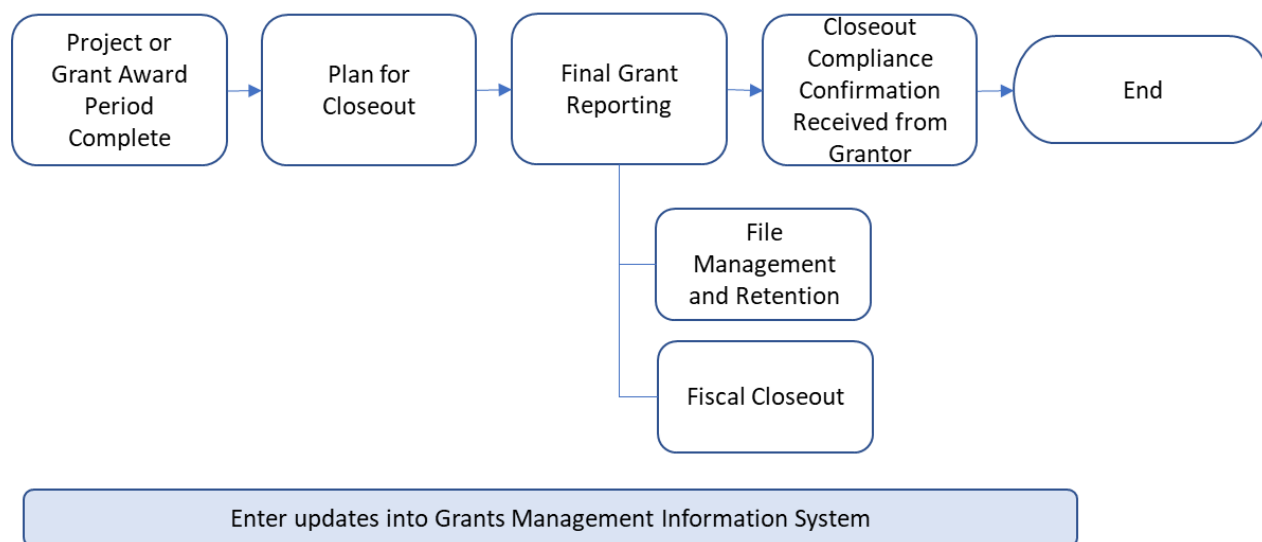 Project or
Grant Award
Period
Complete
Plan for
Closeout
Final Grant
Reporting
Closeout
Compliance
Confirmation
Received from
Grantor
End
File
Management
and Retention
Fiscal Closeout
Enter updates into Grants Management Information System